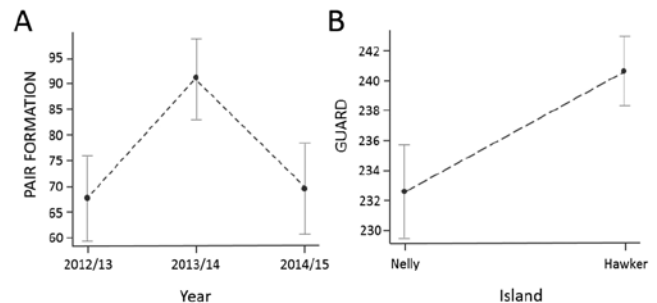 A
PAIR FORMATION
95
90
85
80
75
70
65
60
2012/13 2013/14 2014/15
Year
B
GUARD
242
240
238
236
234
232
230
Nelly Hawker
Island